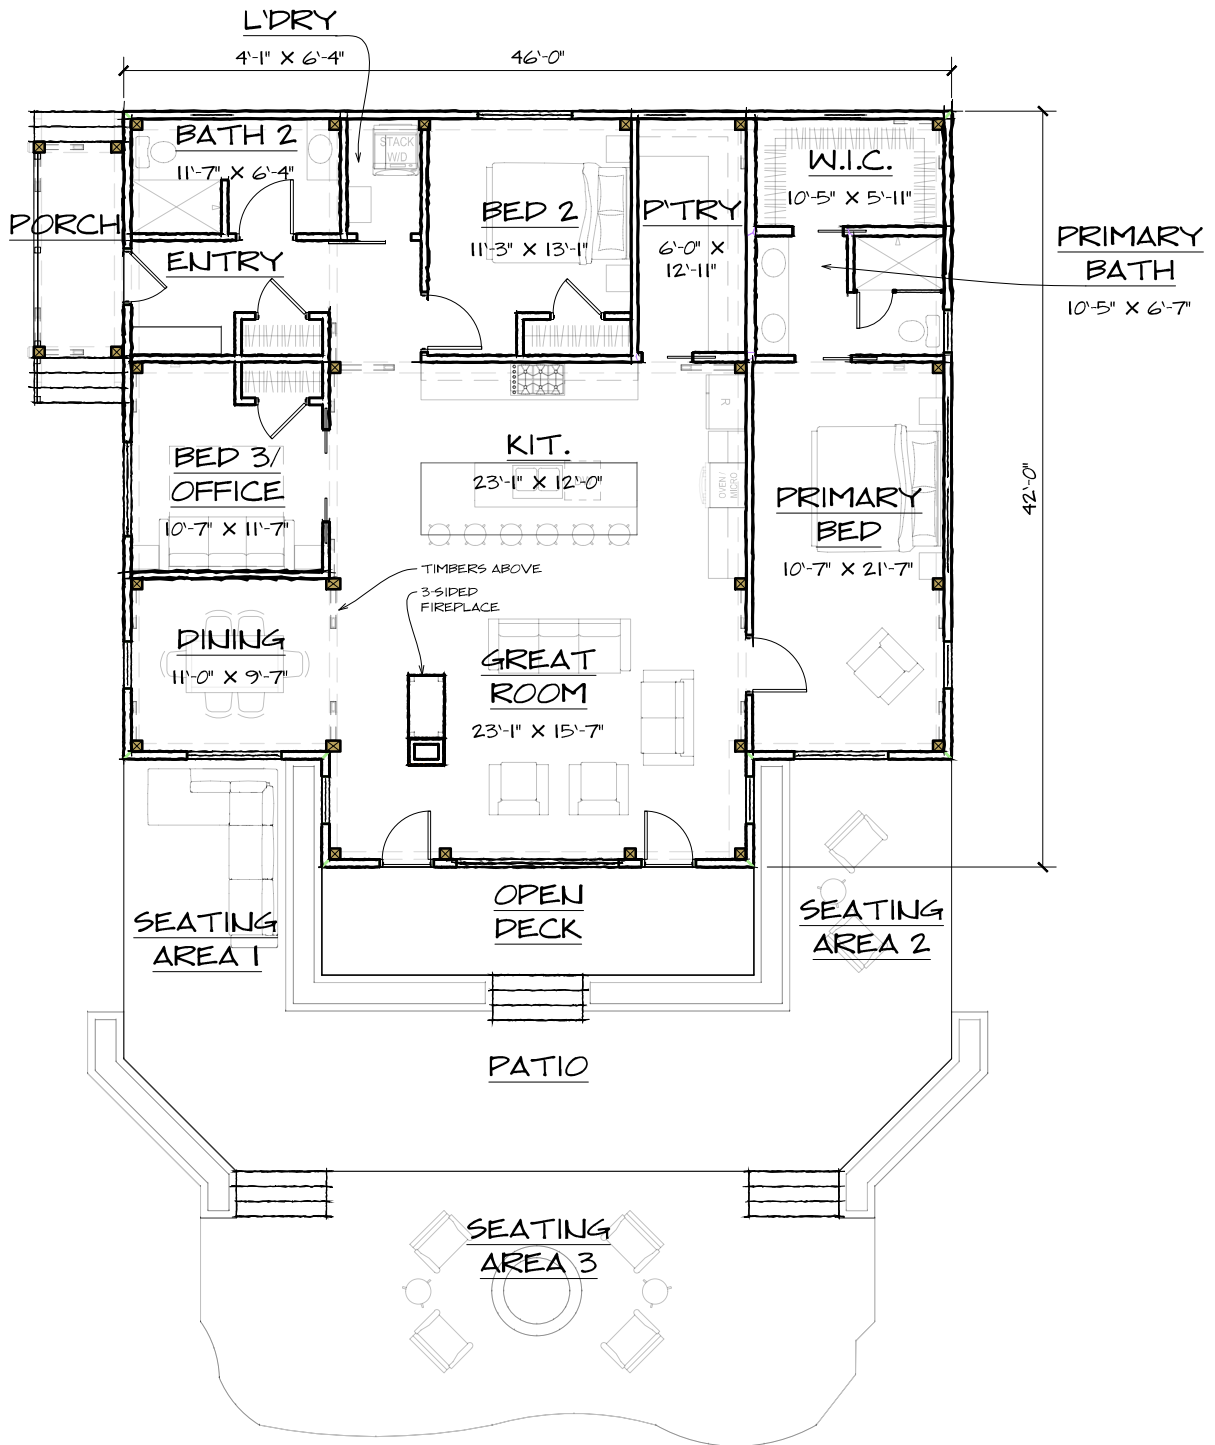 L'DRY
4'-1" X 6'-4"
46'-0"
BATH 2
11'-7" X 6'-4"
STACK
W/D
W.I.C.
10'-5" X 5'-11"
PORCH
BED 2
11'-3" X 13'-1"
P'TRY
6'-0" X
12'-11"
PRIMARY
BATH
10'-5" X 6'-7"
ENTRY
R
KIT.
23'-1" X 12'-0"
OVEN/
MICRO
BED 3/
OFFICE
10'-7" X 11'-7"
PRIMARY
BED
10'-7" X 21'-7"
42'-0"
TIMBERS ABOVE
3-SIDED
FIREPLACE
DINING
11'-0" X 9'-7"
GREAT
ROOM
23'-1" X 15'-7"
OPEN
DECK
SEATING
AREA 1
SEATING
AREA 2
PATIO
SEATING
AREA 3